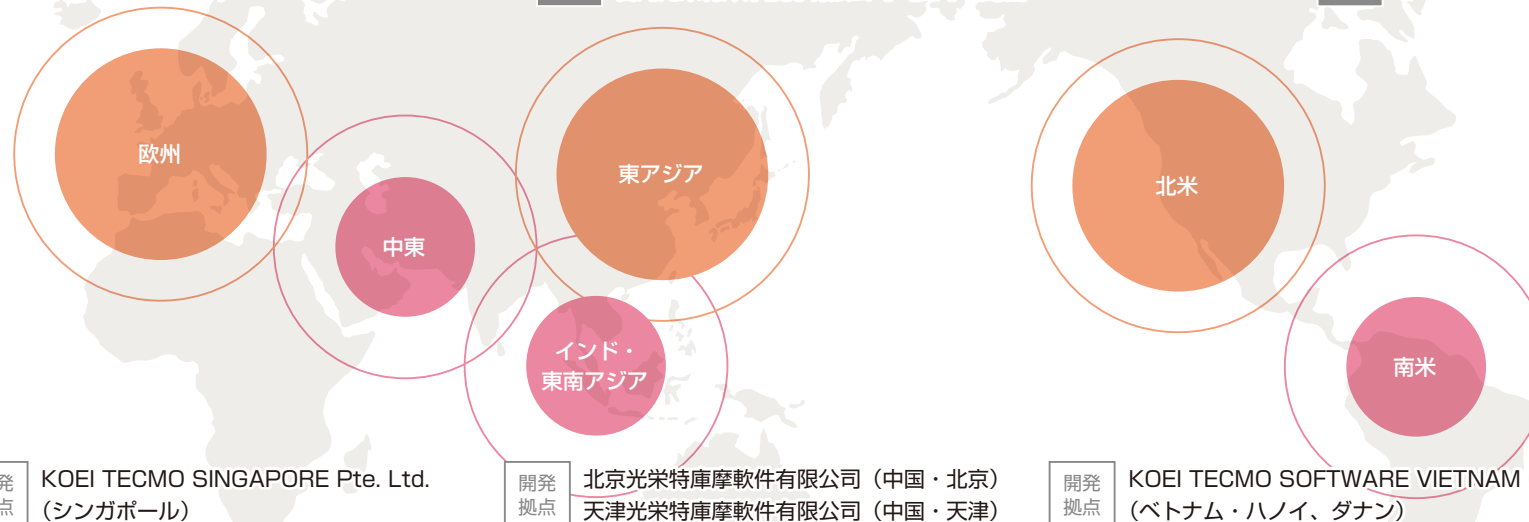 欧州
東アジア
北米
中東
インド・
東南アジア
南米
発
点
KOEI TECMO SINGAPORE Pte. Ltd.
（シンガポール）
開発
拠点
北京光栄特庫摩軟件有限公司（中国・北京）
天津光栄特庫摩軟件有限公司（中国・天津）
開発
拠点
KOEI TECMO SOFTWARE VIETNAM
（ベトナム・ハノイ、ダナン）